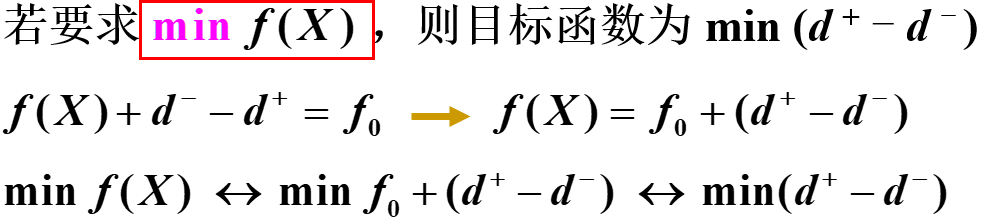 若要求 min f(X)，则目标函数为 min (d⁺ − d⁻)
f(X) + d⁻ − d⁺ = f₀ → f(X) = f₀ + (d⁺ − d⁻)
min f(X) ↔ min f₀ + (d⁺ − d⁻) ↔ min(d⁺ − d⁻)